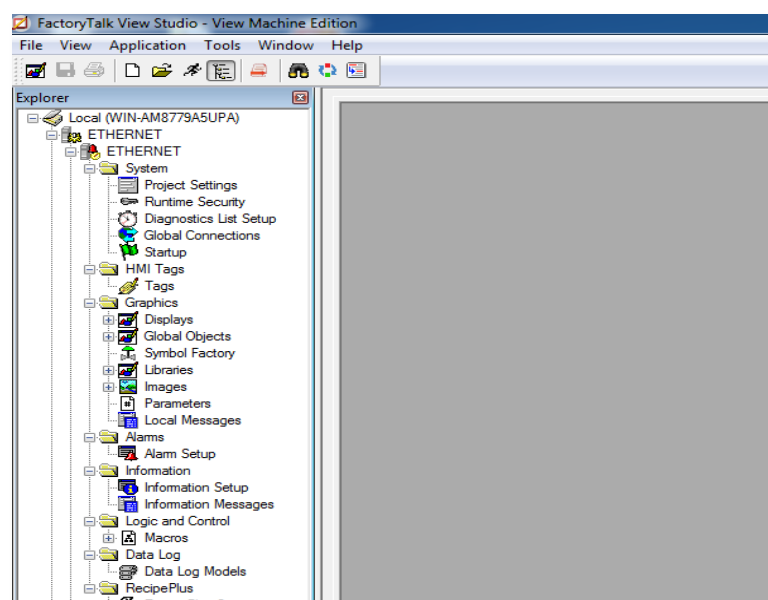 FactoryTalk View Studio - View Machine Edition
File View Application Tools Window Help
Explorer
Local (WIN-AM8779A5UPA)
ETHERNET
ETHERNET
System
Project Settings
Runtime Security
Diagnostics List Setup
Global Connections
Startup
HMI Tags
Tags
Graphics
Displays
Global Objects
Symbol Factory
Libraries
Images
Parameters
Local Messages
Alarms
Alarm Setup
Information
Information Setup
Information Messages
Logic and Control
Macros
Data Log
Data Log Models
RecipePlus